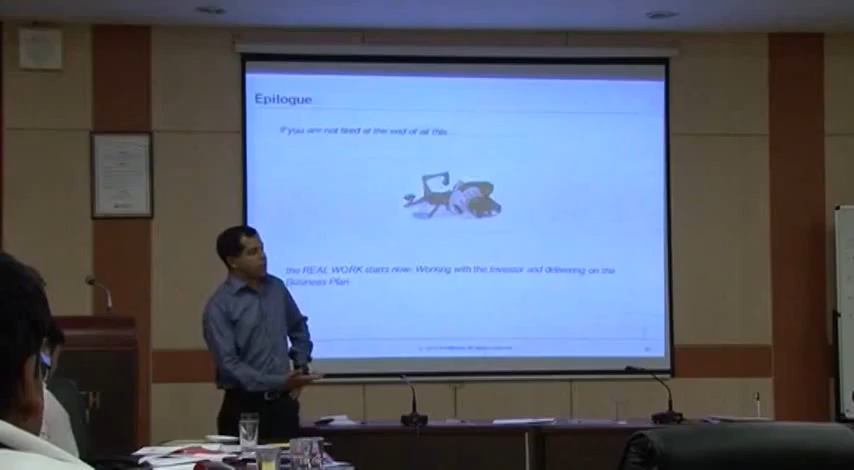 Epilogue
If you are not tired at the end of all this...
the REAL WORK starts now: Working with the Investor and delivering on the
Business Plan
H